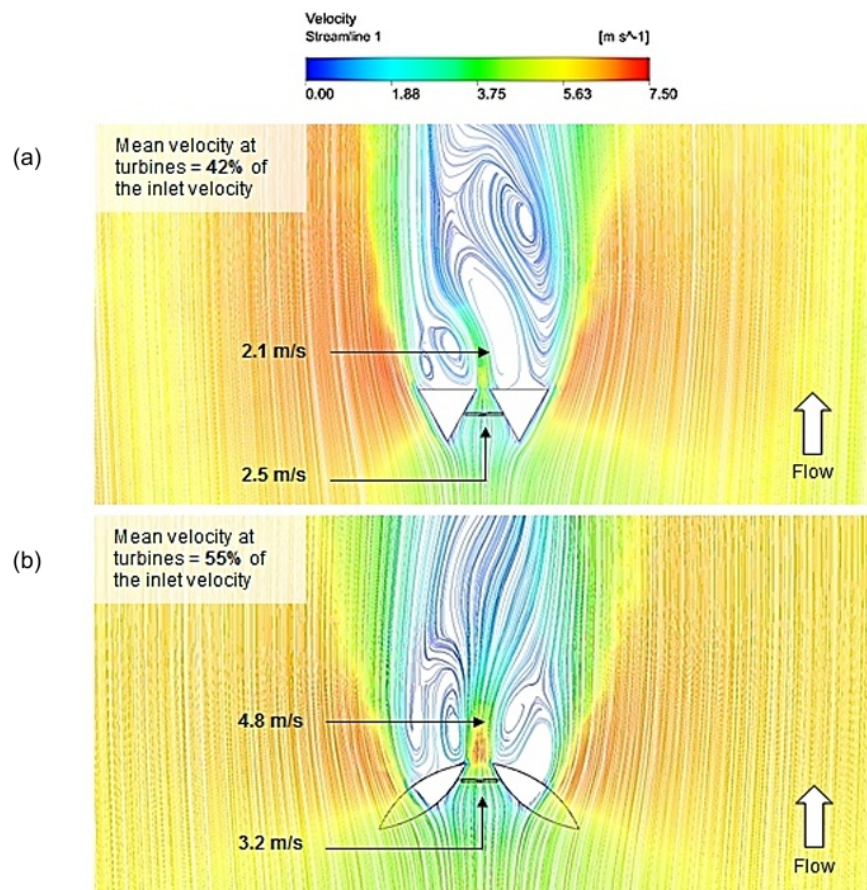 Velocity
Streamline 1 [m s^-1]
0.00 1.88 3.75 5.63 7.50
(a)
Mean velocity at
turbines = 42% of
the inlet velocity
2.1 m/s
2.5 m/s
Flow
(b)
Mean velocity at
turbines = 55% of
the inlet velocity
4.8 m/s
3.2 m/s
Flow